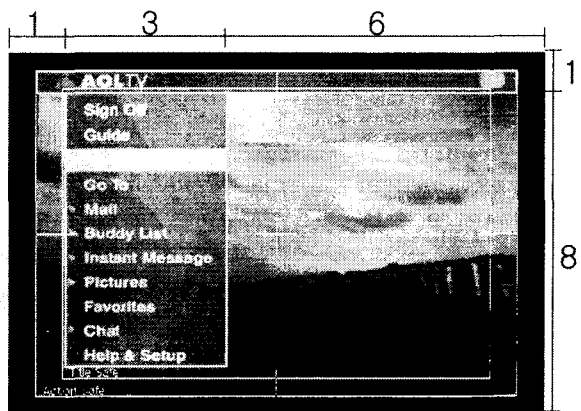 1 3 6
1
AOLTV
Sign Off
Guide
Go To
Mail
Buddy List
Instant Message
8
Pictures
Favorites
Chat
Help & Setup
Title Safe
Action Safe